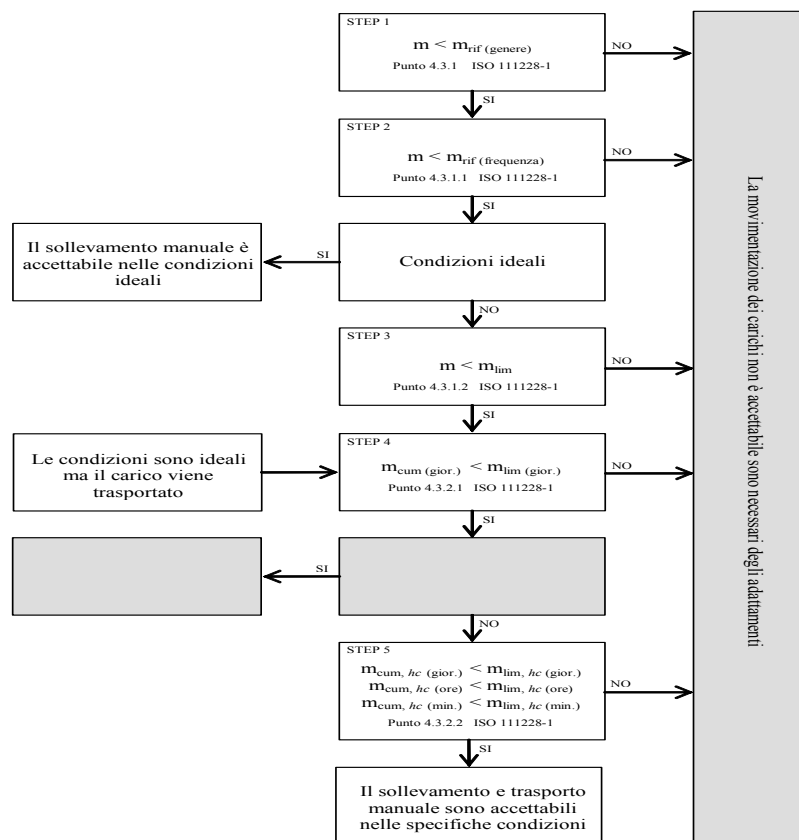 STEP 1
m < mrif (genere)
Punto 4.3.1 ISO 111228-1
NO
SI
STEP 2
m < mrif (frequenza)
Punto 4.3.1.1 ISO 111228-1
NO
SI
Il sollevamento manuale è
accettabile nelle condizioni
ideali
SI
Condizioni ideali
NO
STEP 3
m < mlim
Punto 4.3.1.2 ISO 111228-1
NO
SI
Le condizioni sono ideali
ma il carico viene
trasportato
STEP 4
mcum (gior.) < mlim (gior.)
Punto 4.3.2.1 ISO 111228-1
NO
SI
SI
NO
STEP 5
mcum, hc (gior.) < mlim, hc (gior.)
mcum, hc (ore) < mlim, hc (ore)
mcum, hc (min.) < mlim, hc (min.)
Punto 4.3.2.2 ISO 111228-1
NO
SI
Il sollevamento e trasporto
manuale sono accettabili
nelle specifiche condizioni
La movimentazione dei carichi non è accettabile sono necessari degli adattamenti